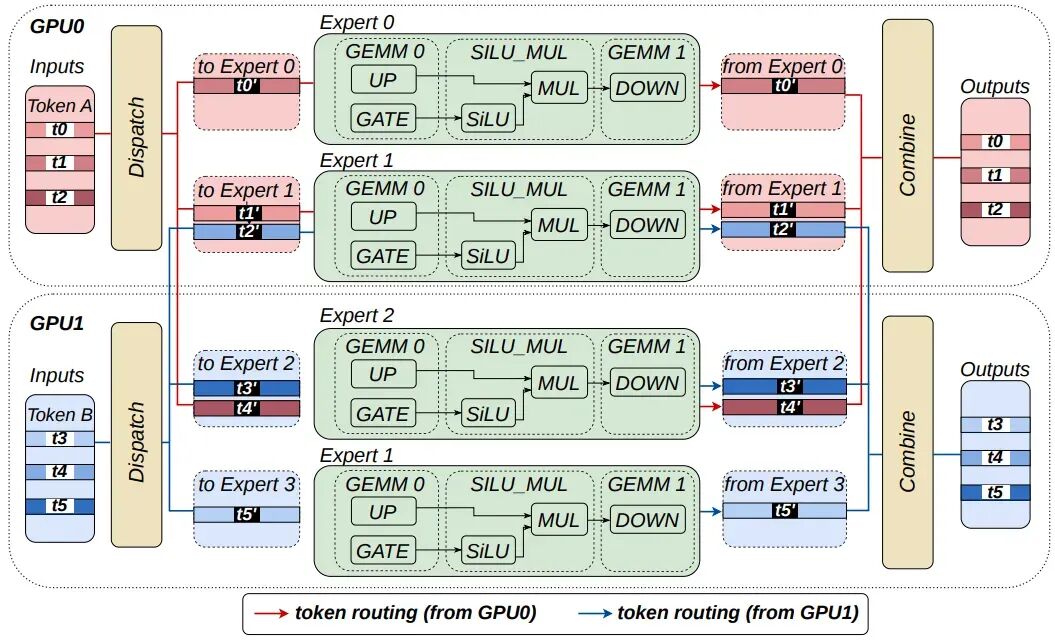 GPU0
Inputs
Token A
t0
t1
t2
Dispatch
to Expert 0
t0'
to Expert 1
t1'
t2'
Expert 0
GEMM 0
SILU_MUL
GEMM 1
UP
GATE
SiLU
MUL
DOWN
Expert 1
GEMM 0
SILU_MUL
GEMM 1
UP
GATE
SiLU
MUL
DOWN
from Expert 0
t0'
from Expert 1
t1'
t2'
Combine
Outputs
t0
t1
t2
GPU1
Inputs
Token B
t3
t4
t5
Dispatch
to Expert 2
t3'
t4'
to Expert 3
t5'
Expert 2
GEMM 0
SILU_MUL
GEMM 1
UP
GATE
SiLU
MUL
DOWN
Expert 1
GEMM 0
SILU_MUL
GEMM 1
UP
GATE
SiLU
MUL
DOWN
from Expert 2
t3'
t4'
from Expert 3
t5'
Combine
Outputs
t3
t4
t5
token routing (from GPU0)
token routing (from GPU1)